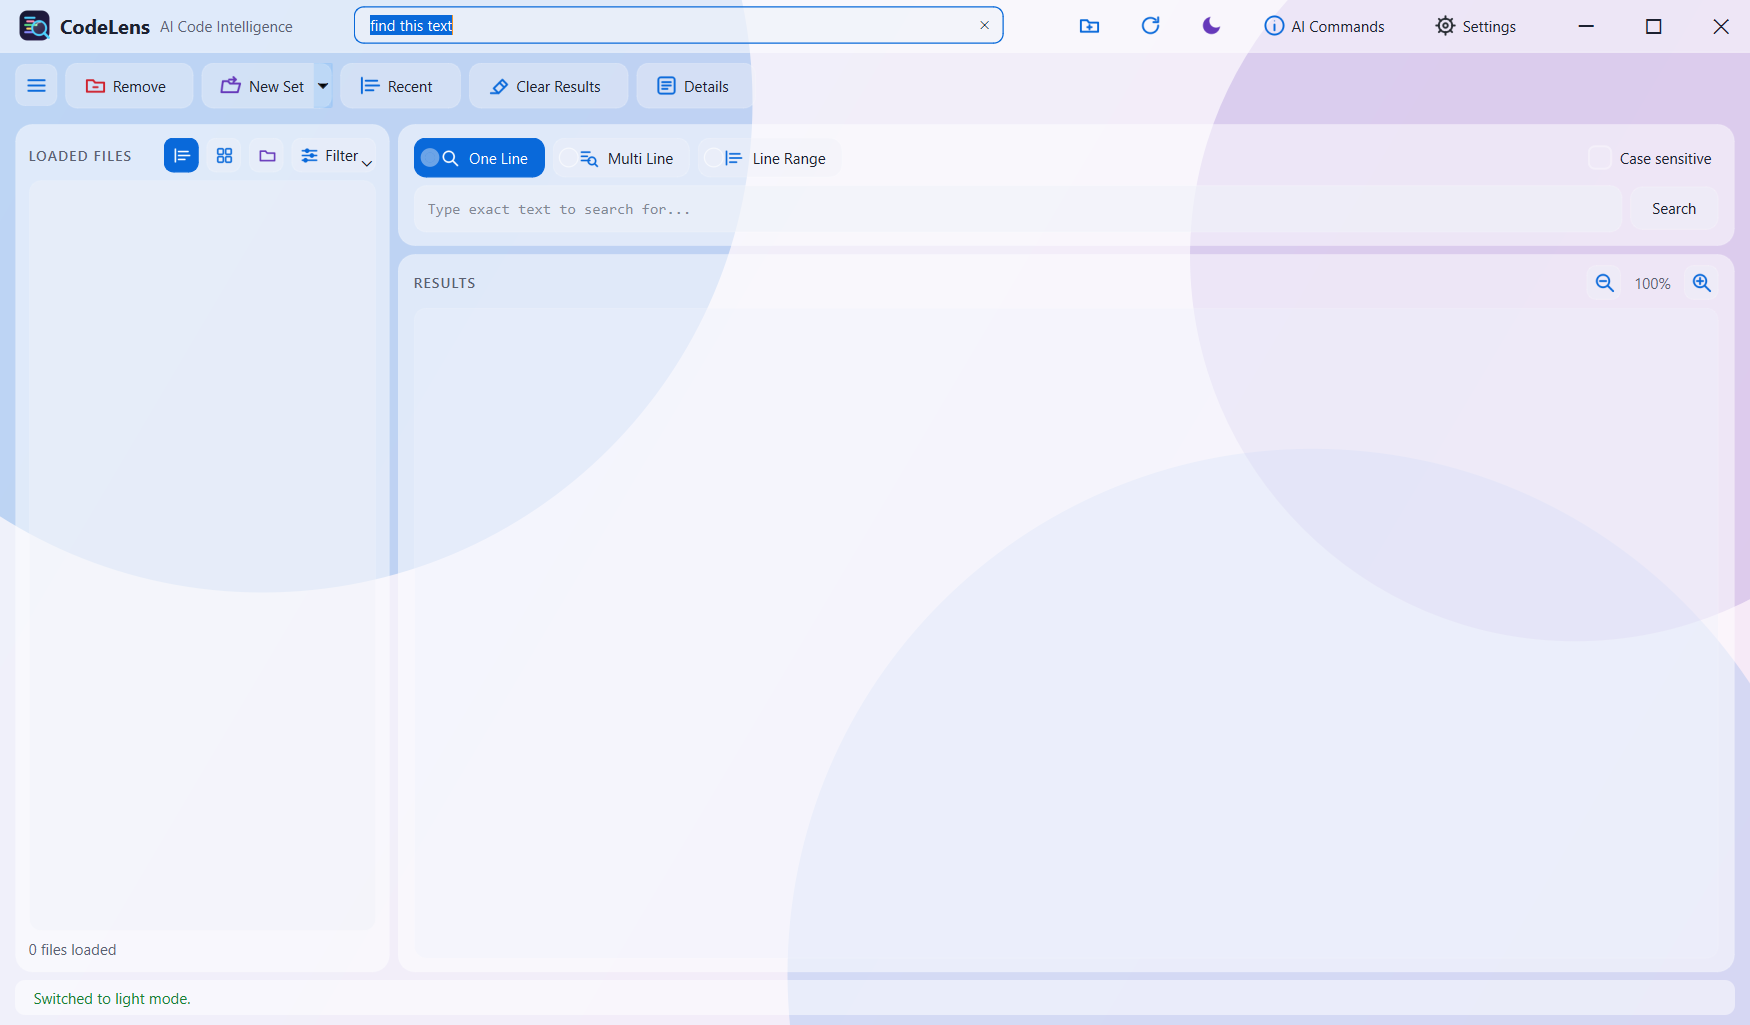 CodeLens AI Code Intelligence find this text AI Commands Settings
Remove New Set Recent Clear Results Details
LOADED FILES Filter
One Line Multi Line Line Range Case sensitive
Type exact text to search for... Search
RESULTS 100%
0 files loaded
Switched to light mode.